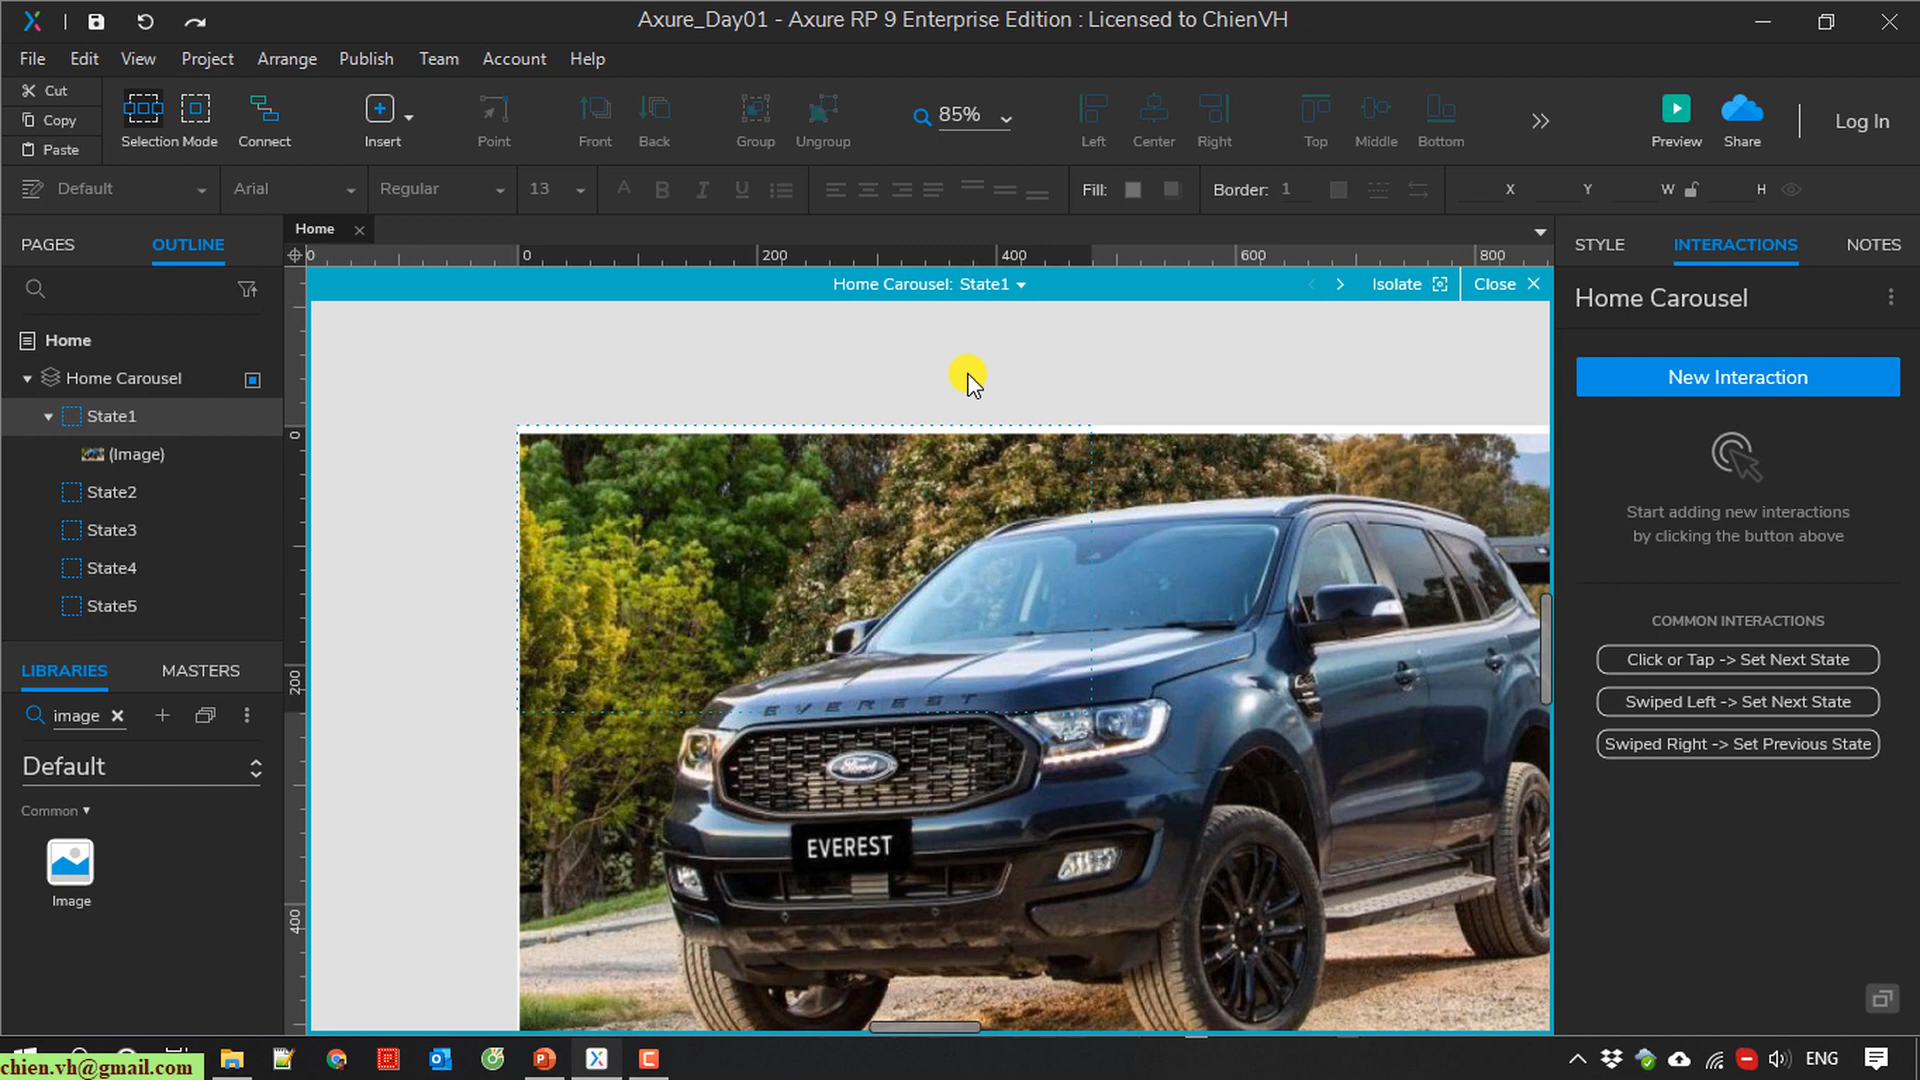 Axure_Day01 - Axure RP 9 Enterprise Edition : Licensed to ChienVH
File Edit View Project Arrange Publish Team Account Help
Cut
Copy
Paste
Selection Mode Connect Insert Point Front Back Group Ungroup 85% Left Center Right Top Middle Bottom Preview Share Log In
Default Arial Regular 13 Fill: Border: 1 X Y W H
PAGES OUTLINE
Home
0 0 200 400 600 800
Home Carousel: State1 Isolate Close
Home
Home Carousel
State1
(Image)
State2
State3
State4
State5
LIBRARIES MASTERS
image
Default
Common
Image
0
200
400
EVEREST
Ford
EVEREST
STYLE INTERACTIONS NOTES
Home Carousel
New Interaction
Start adding new interactions
by clicking the button above
COMMON INTERACTIONS
Click or Tap -> Set Next State
Swiped Left -> Set Next State
Swiped Right -> Set Previous State
chien.vh@gmail.com
ENG